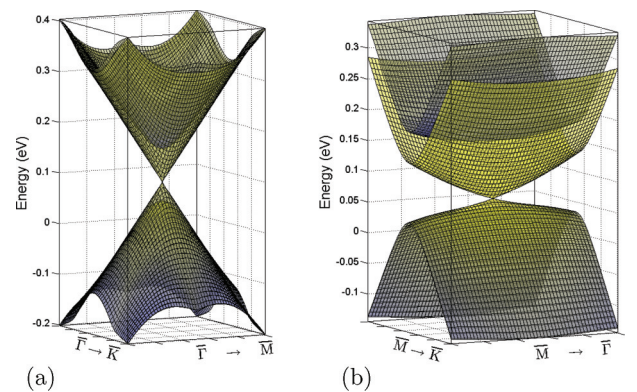 0.4
0.3
0.2
0.1
0
-0.1
-0.2
Energy (eV)
Γ̅ → K̅
Γ̅ → M̅
(a)
0.3
0.25
0.2
0.15
0.1
0.05
0
-0.05
-0.1
Energy (eV)
M̅ → K̅
M̅ → Γ̅
(b)